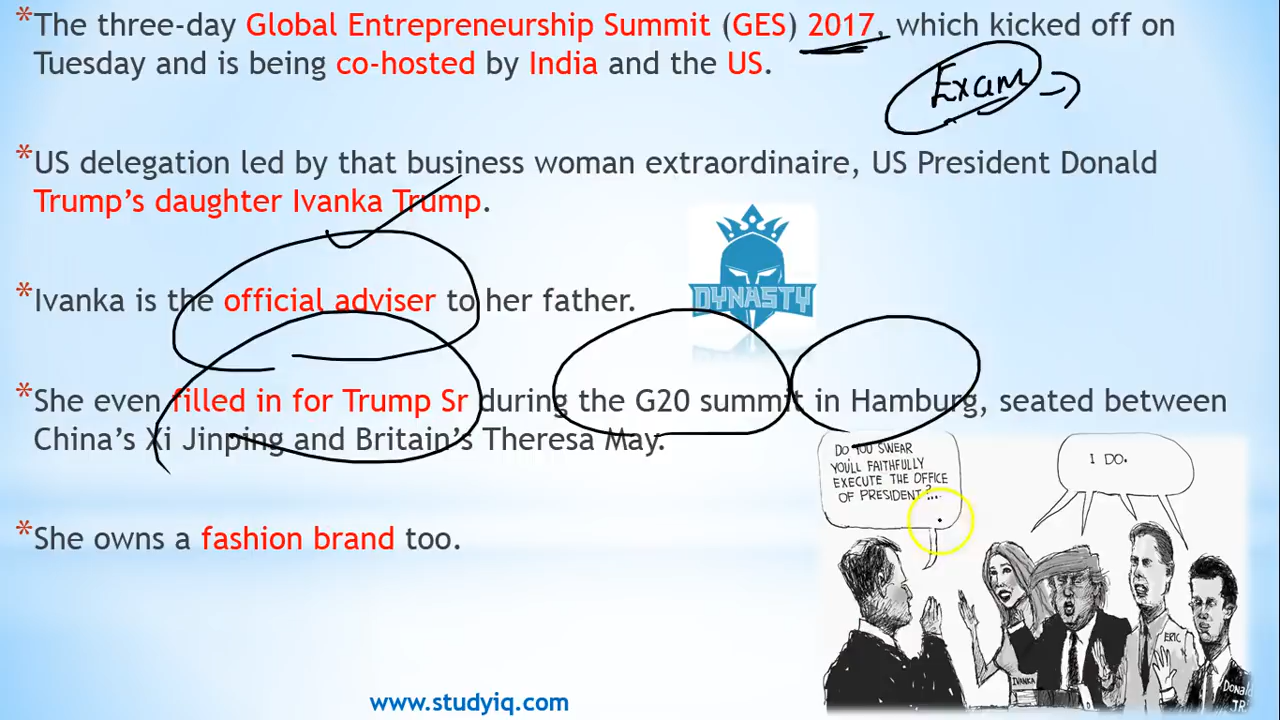 * The three-day Global Entrepreneurship Summit (GES) 2017, which kicked off on
Tuesday and is being co-hosted by India and the US.
Exam
* US delegation led by that business woman extraordinaire, US President Donald
Trump’s daughter Ivanka Trump.
DYNASTY
* Ivanka is the official adviser to her father.
* She even filled in for Trump Sr during the G20 summit in Hamburg, seated between
China’s Xi Jinping and Britain’s Theresa May.
DO YOU SWEAR
YOU'LL FAITHFULLY
EXECUTE THE OFFICE
OF PRESIDENT?...
I DO.
* She owns a fashion brand too.
IVANKA
ERIC
Donald
JR
www.studyiq.com